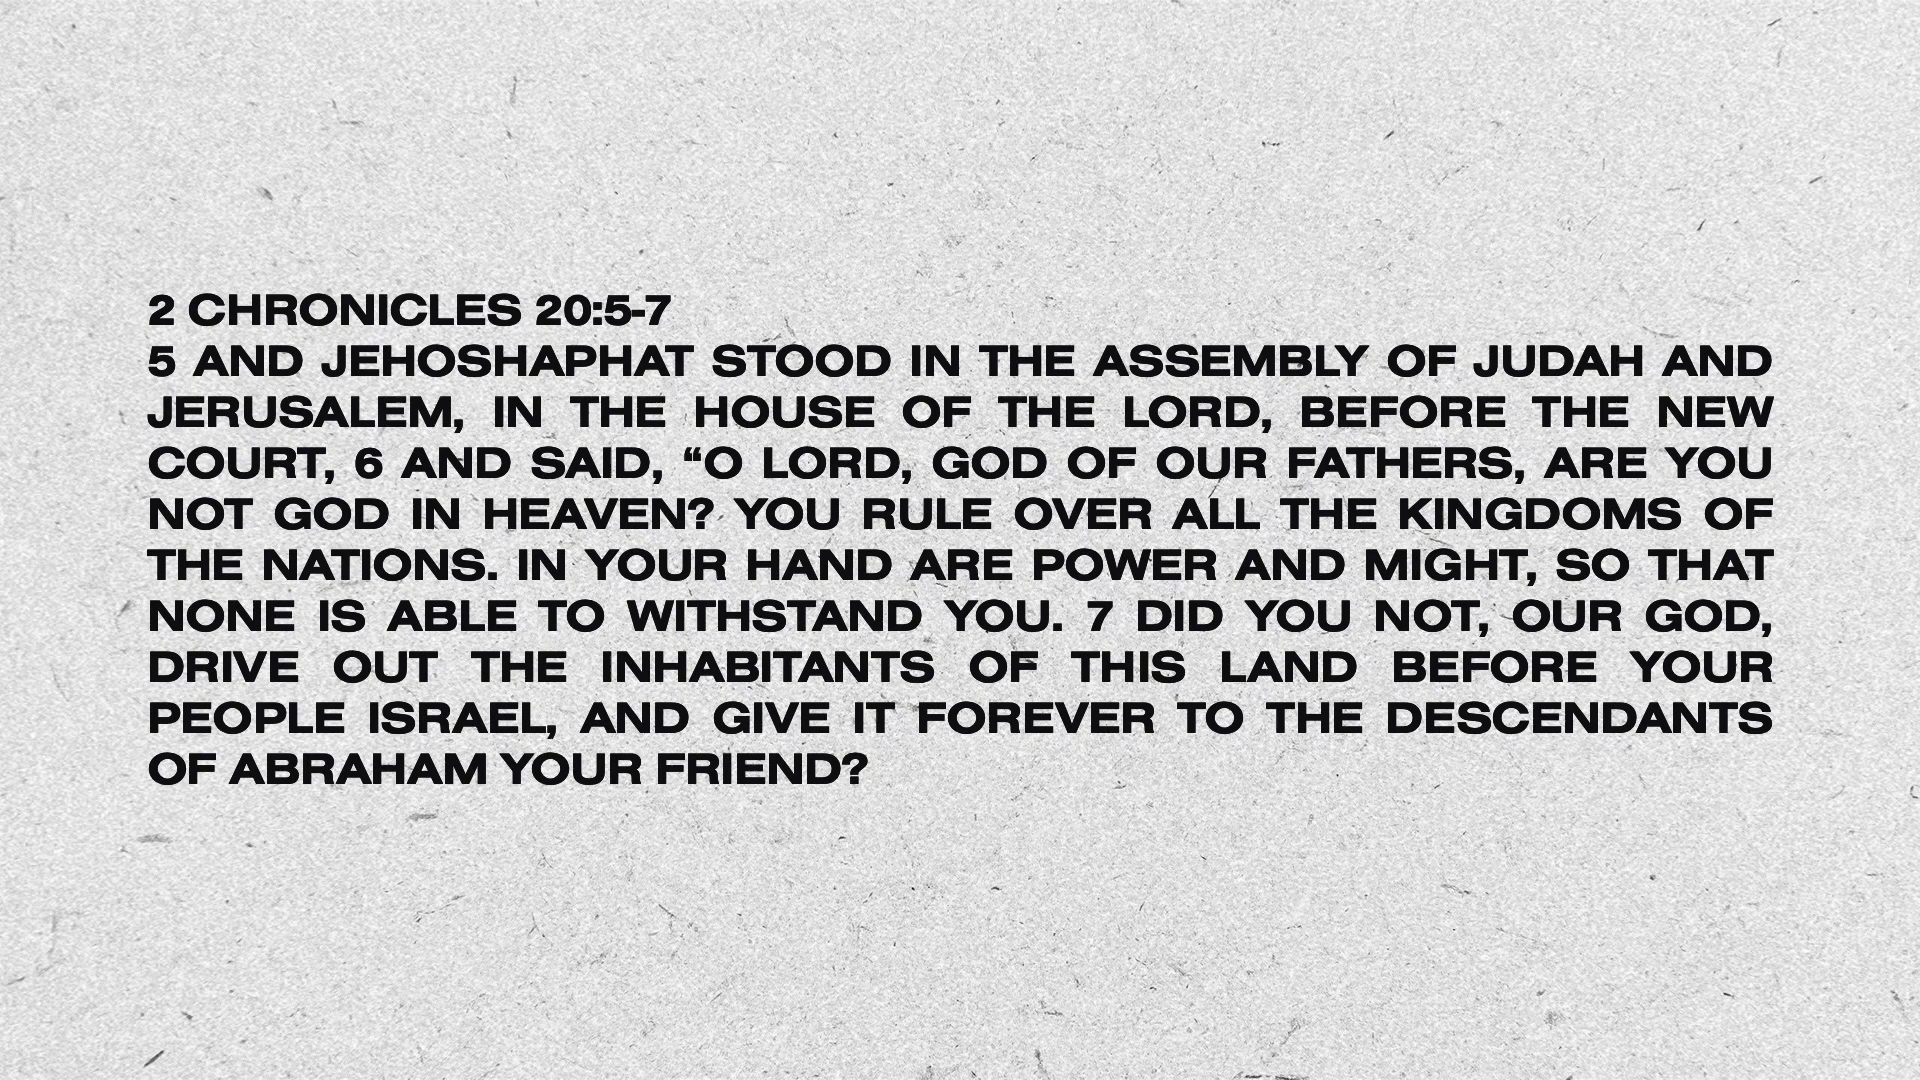 2 CHRONICLES 20:5-7
5 AND JEHOSHAPHAT STOOD IN THE ASSEMBLY OF JUDAH AND
JERUSALEM, IN THE HOUSE OF THE LORD, BEFORE THE NEW
COURT, 6 AND SAID, “O LORD, GOD OF OUR FATHERS, ARE YOU
NOT GOD IN HEAVEN? YOU RULE OVER ALL THE KINGDOMS OF
THE NATIONS. IN YOUR HAND ARE POWER AND MIGHT, SO THAT
NONE IS ABLE TO WITHSTAND YOU. 7 DID YOU NOT, OUR GOD,
DRIVE OUT THE INHABITANTS OF THIS LAND BEFORE YOUR
PEOPLE ISRAEL, AND GIVE IT FOREVER TO THE DESCENDANTS
OF ABRAHAM YOUR FRIEND?